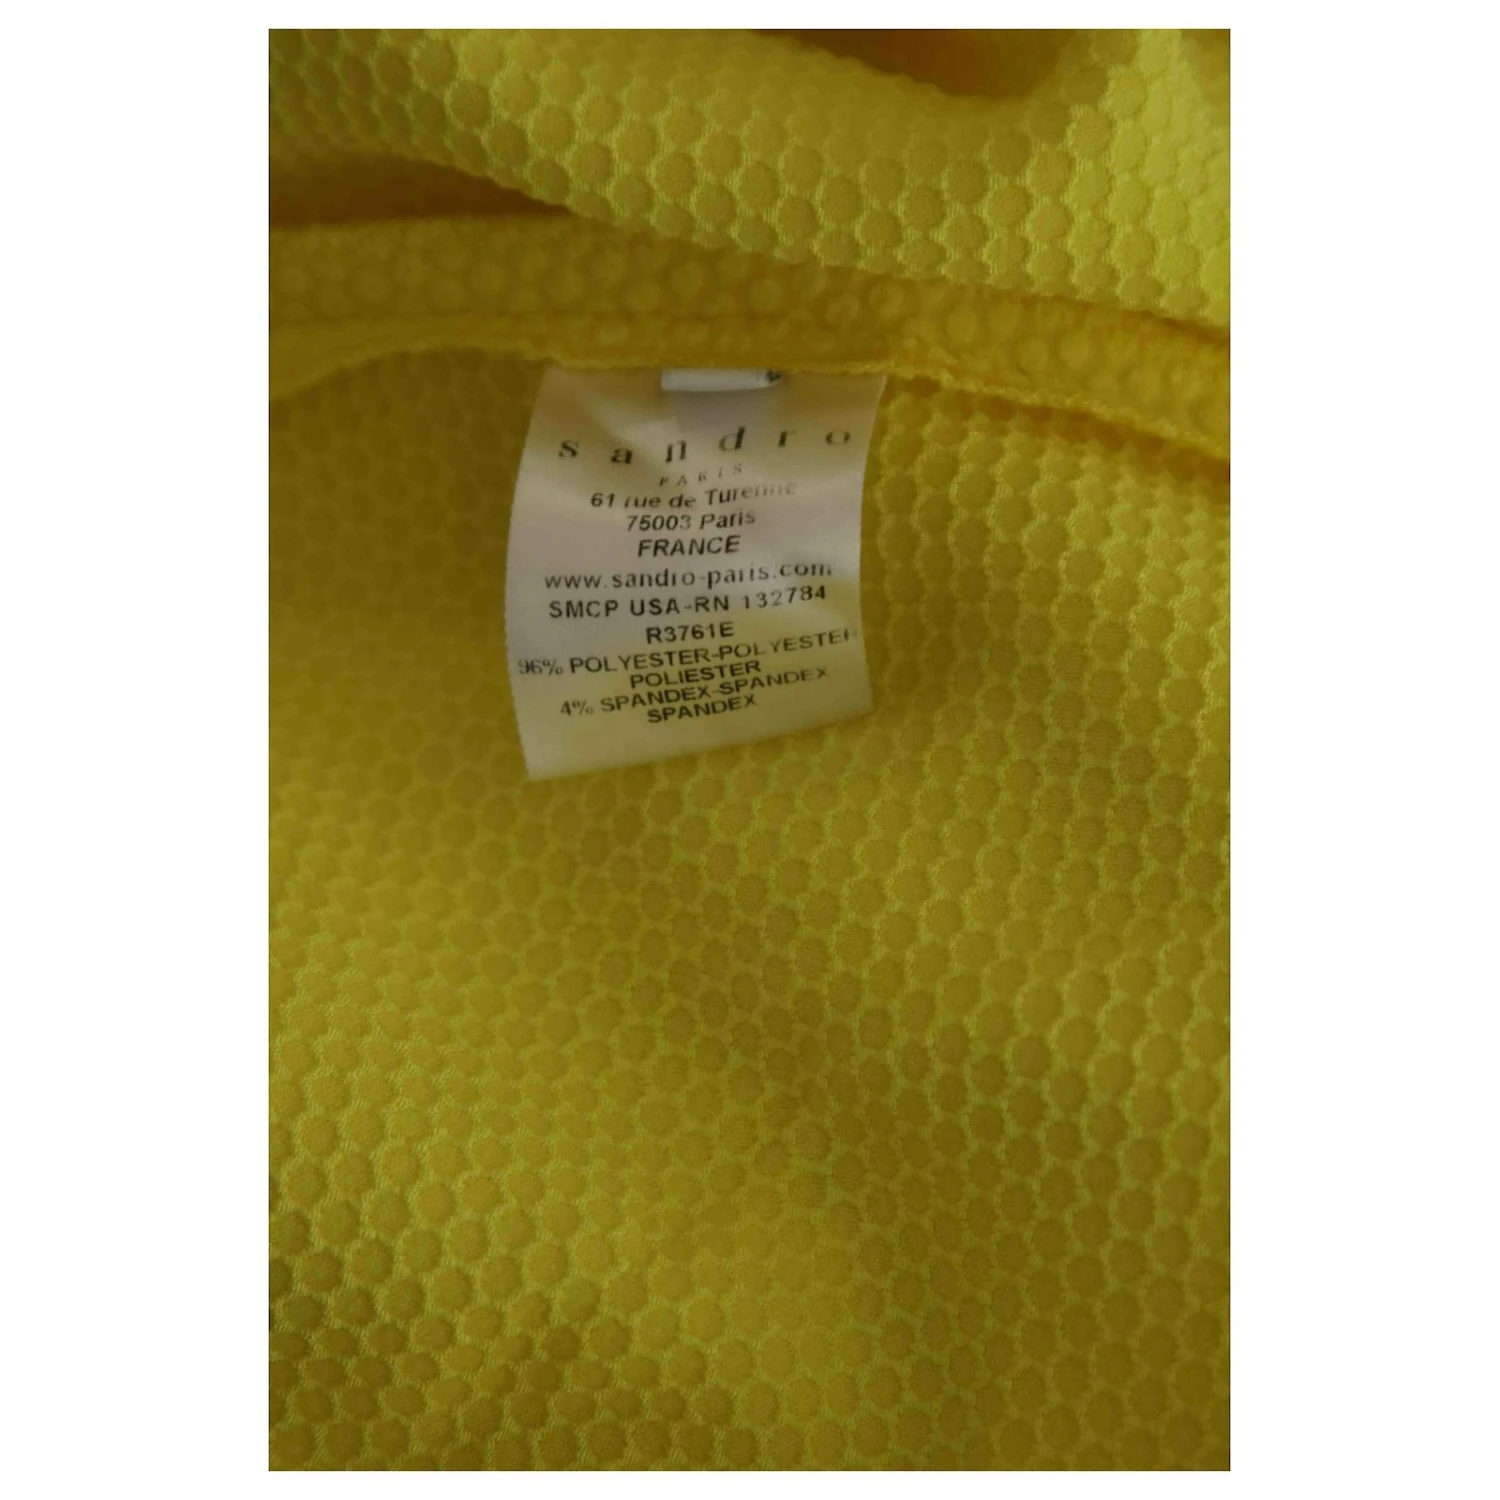 sandro
PARIS
61 rue de Turenne
75003 Paris
FRANCE
www.sandro-paris.com
SMCP USA-RN 132784
R3761E
96% POLYESTER-POLYESTER
POLIESTER
4% SPANDEX-SPANDEX
SPANDEX